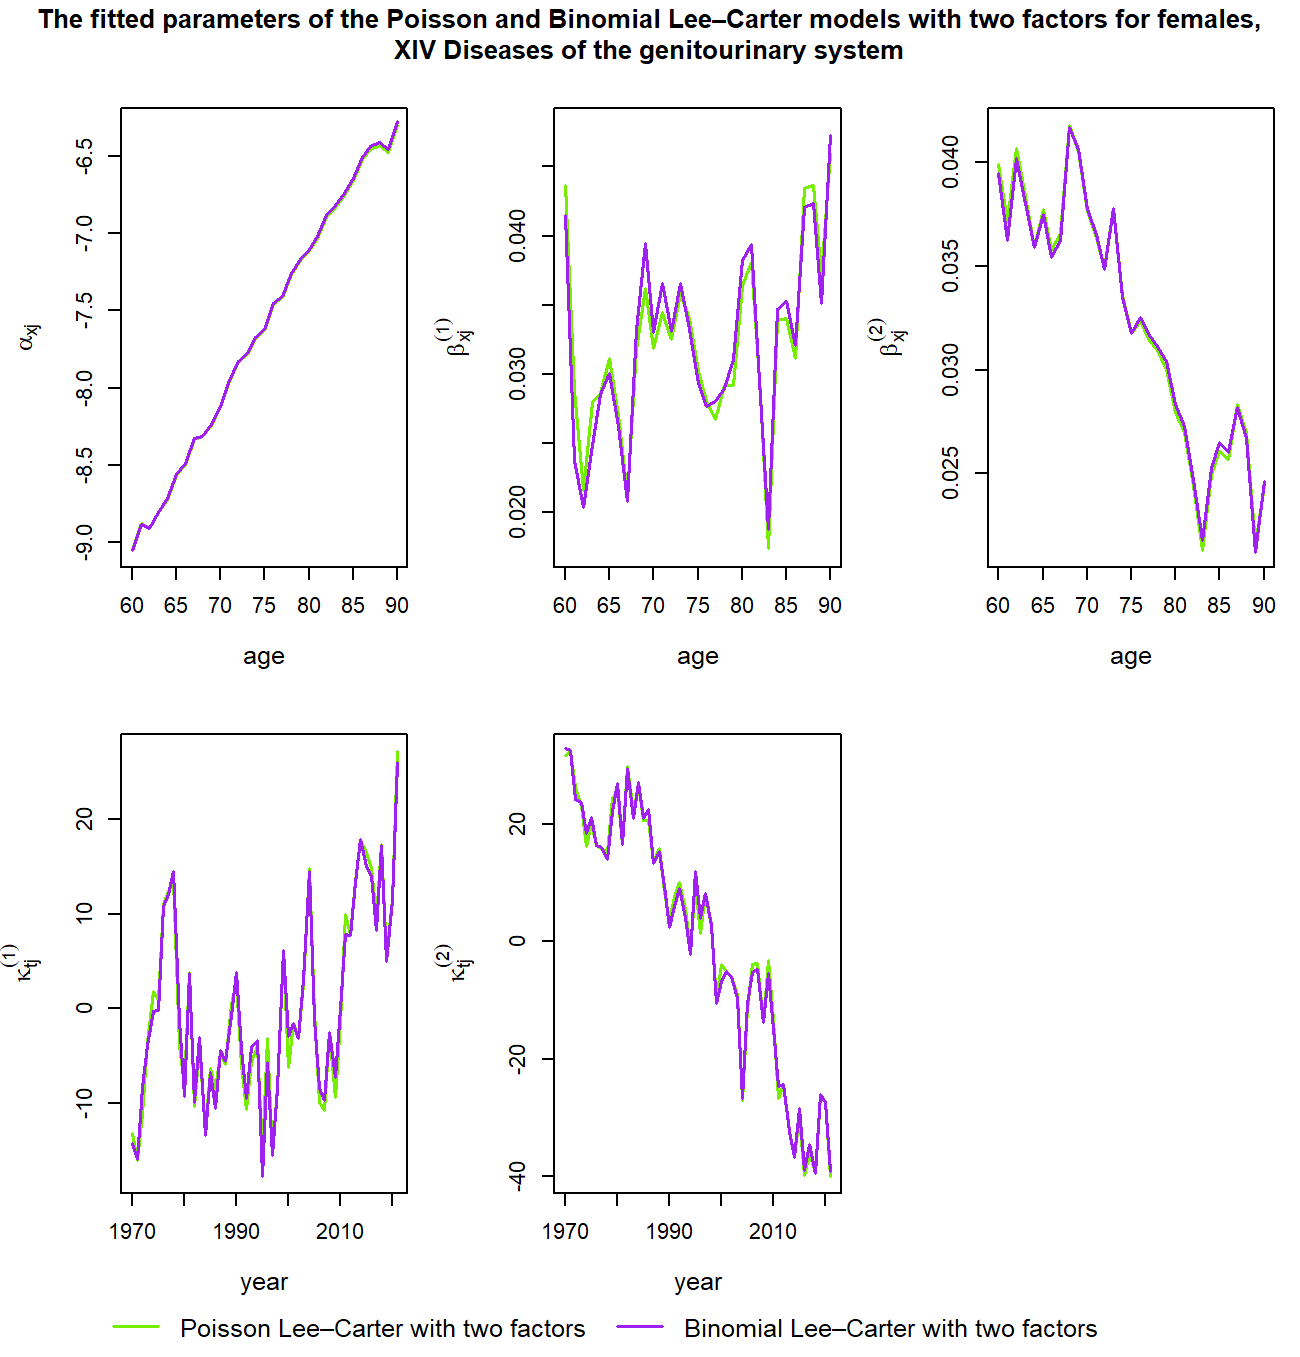 The fitted parameters of the Poisson and Binomial Lee–Carter models with two factors for females,
XIV Diseases of the genitourinary system
αxj
-6.5
-7.0
-7.5
-8.0
-8.5
-9.0
60 65 70 75 80 85 90
age
βxj(1)
0.040
0.030
0.020
60 65 70 75 80 85 90
age
βxj(2)
0.040
0.035
0.030
0.025
60 65 70 75 80 85 90
age
κtj(1)
20
10
0
-10
1970 1990 2010
year
κtj(2)
20
0
-20
-40
1970 1990 2010
year
Poisson Lee–Carter with two factors Binomial Lee–Carter with two factors